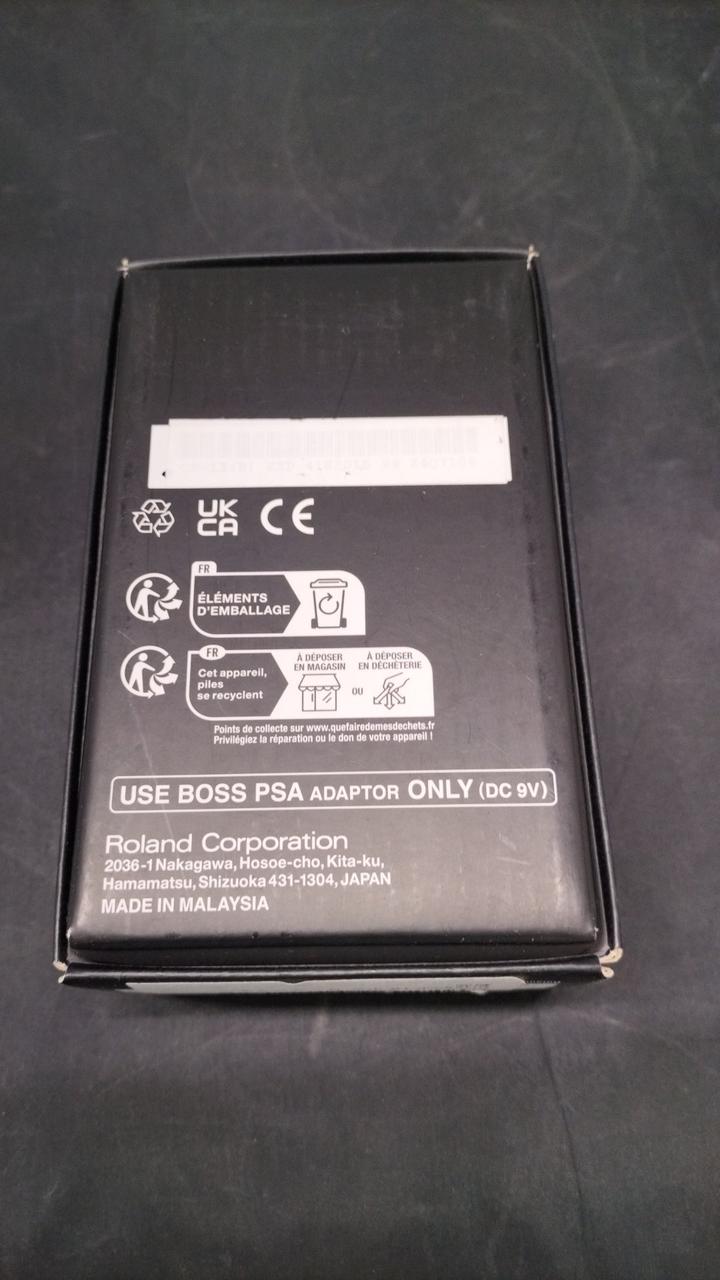 UK
CA CE
FR
ÉLÉMENTS
D'EMBALLAGE
FR
Cet appareil,
piles
se recyclent
À DÉPOSER
EN MAGASIN
OU
À DÉPOSER
EN DÉCHÈTERIE
Points de collecte sur www.quefairedemesdechets.fr
Privilégiez la réparation ou le don de votre appareil !
USE BOSS PSA ADAPTOR ONLY (DC 9V)
Roland Corporation
2036-1 Nakagawa, Hosoe-cho, Kita-ku,
Hamamatsu, Shizuoka 431-1304, JAPAN
MADE IN MALAYSIA